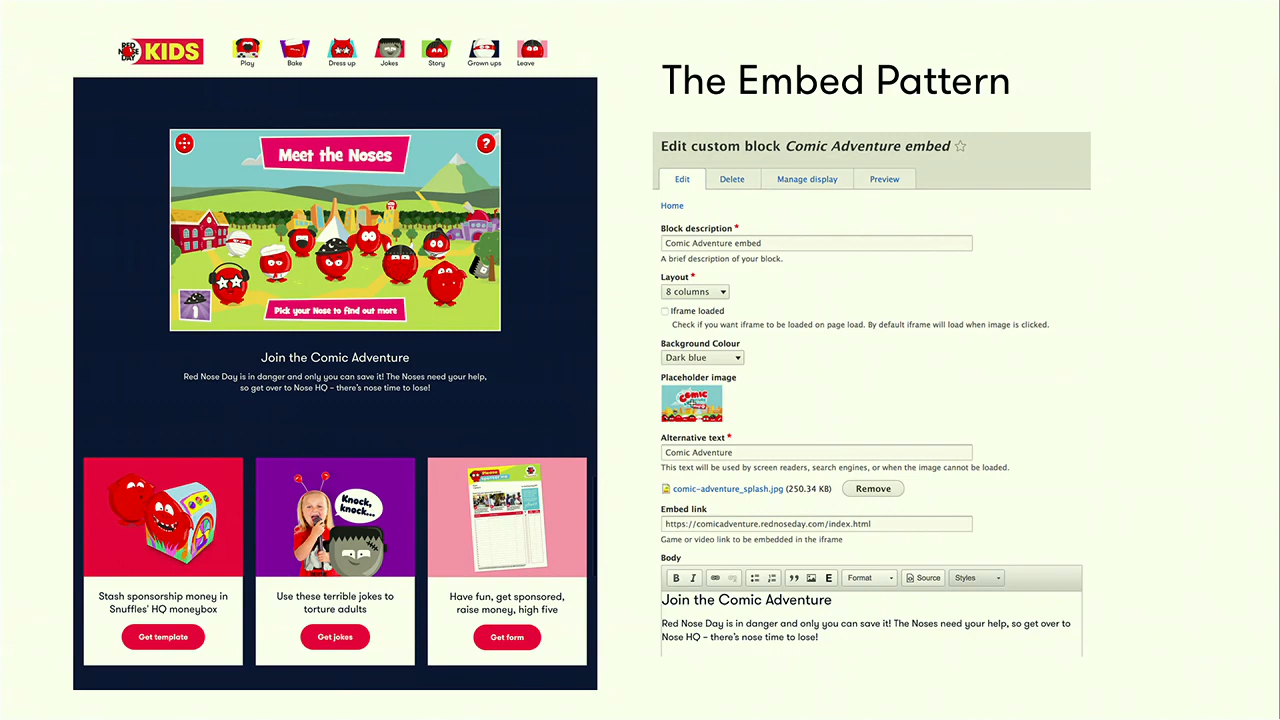 RED NOSE DAY KIDS
Play
Bake
Dress up
Jokes
Story
Grown ups
Leave
?
Meet the Noses
Pick your Nose to find out more
Join the Comic Adventure
Red Nose Day is in danger and only you can save it! The Noses need your help,
so get over to Nose HQ – there's nose time to lose!
Knock,
knock...
Stash sponsorship money in
Snuffles' HQ moneybox
Get template
Use these terrible jokes to
torture adults
Get jokes
Have fun, get sponsored,
raise money, high five
Get form
The Embed Pattern
Edit custom block Comic Adventure embed
Edit
Delete
Manage display
Preview
Home
Block description *
Comic Adventure embed
A brief description of your block.
Layout *
8 columns
Iframe loaded
Check if you want iframe to be loaded on page load. By default iframe will load when image is clicked.
Background Colour
Dark blue
Placeholder image
COMIC
Alternative text *
Comic Adventure
This text will be used by screen readers, search engines, or when the image cannot be loaded.
comic-adventure_splash.jpg (250.34 KB)
Remove
Embed link
https://comicadventure.rednoseday.com/index.html
Game or video link to be embedded in the iframe
Body
B I E Format Source Styles
Join the Comic Adventure
Red Nose Day is in danger and only you can save it! The Noses need your help, so get over to
Nose HQ – there's nose time to lose!